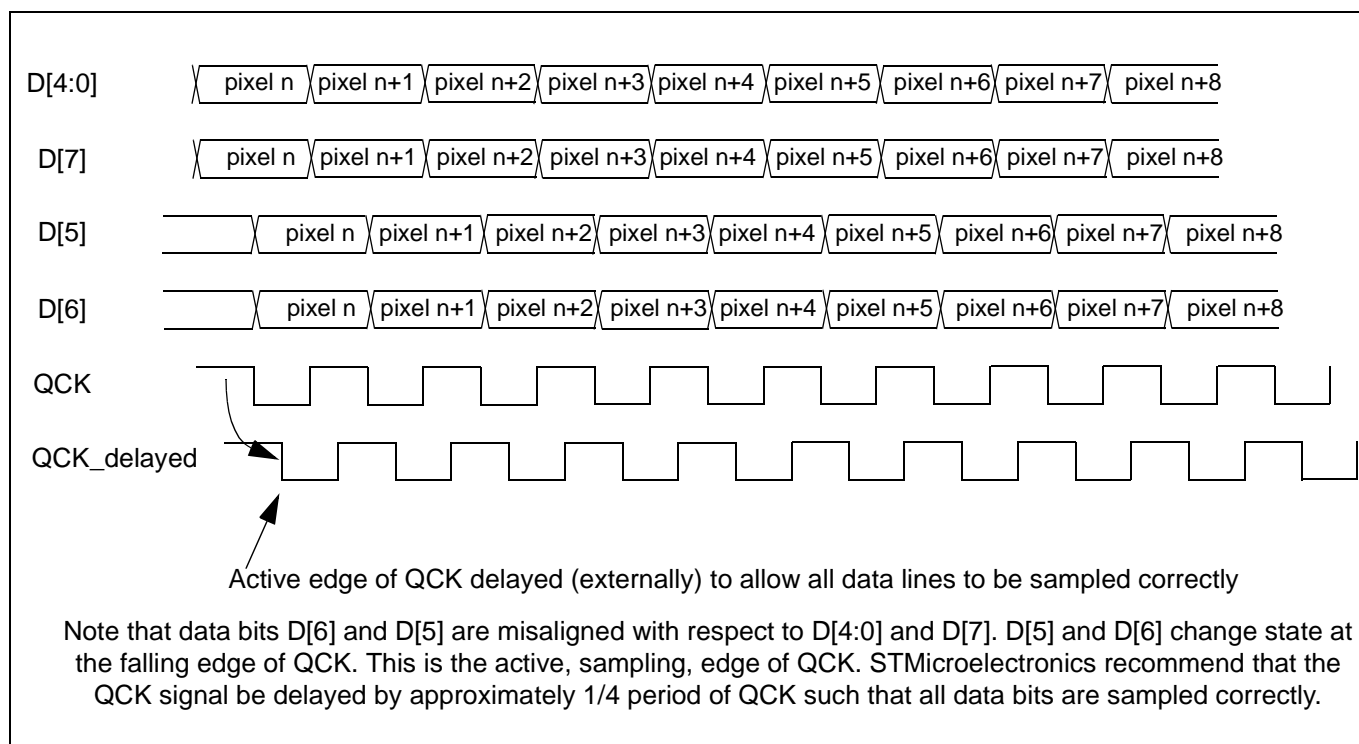 D[4:0] pixel n pixel n+1 pixel n+2 pixel n+3 pixel n+4 pixel n+5 pixel n+6 pixel n+7 pixel n+8
D[7] pixel n pixel n+1 pixel n+2 pixel n+3 pixel n+4 pixel n+5 pixel n+6 pixel n+7 pixel n+8
D[5] pixel n pixel n+1 pixel n+2 pixel n+3 pixel n+4 pixel n+5 pixel n+6 pixel n+7 pixel n+8
D[6] pixel n pixel n+1 pixel n+2 pixel n+3 pixel n+4 pixel n+5 pixel n+6 pixel n+7 pixel n+8
QCK
QCK_delayed
Active edge of QCK delayed (externally) to allow all data lines to be sampled correctly
Note that data bits D[6] and D[5] are misaligned with respect to D[4:0] and D[7]. D[5] and D[6] change state at
the falling edge of QCK. This is the active, sampling, edge of QCK. STMicroelectronics recommend that the
QCK signal be delayed by approximately 1/4 period of QCK such that all data bits are sampled correctly.